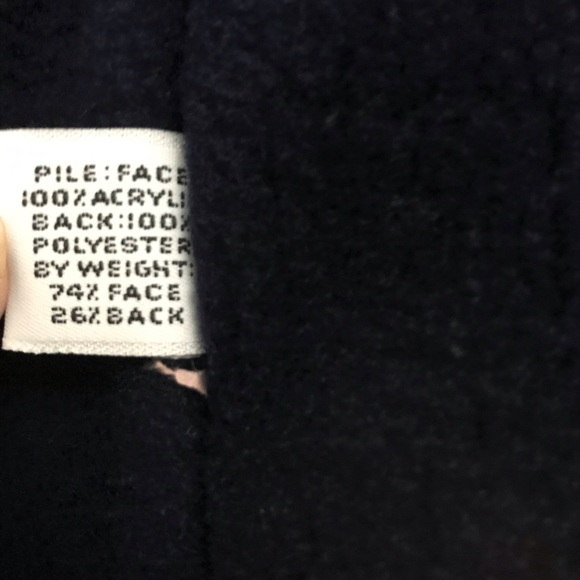 PILE: FACE
100% ACRYLI
BACK: 100%
POLYESTER
BY WEIGHT:
74% FACE
26% BACK